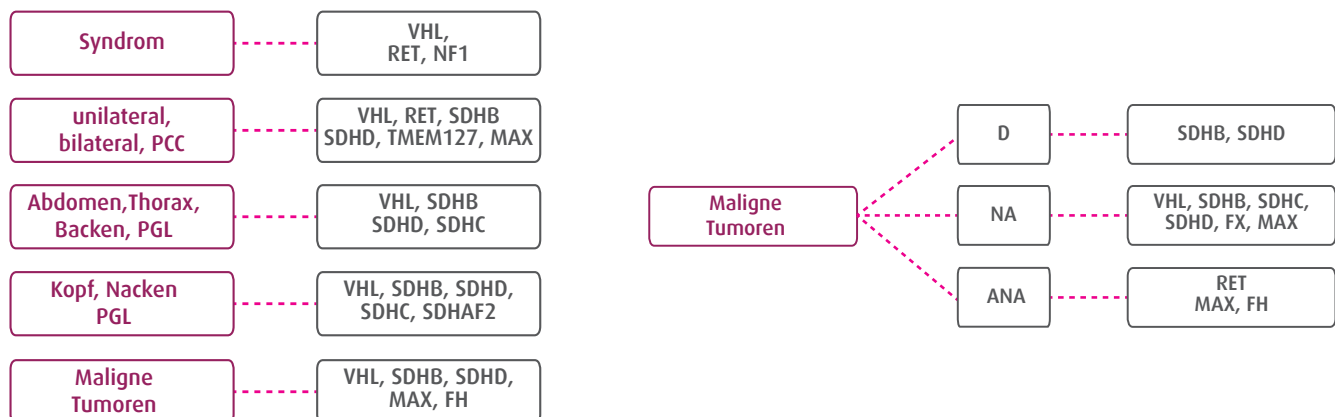 Syndrom
VHL,
RET, NF1
unilateral,
bilateral, PCC
VHL, RET, SDHB
SDHD, TMEM127, MAX
Abdomen,Thorax,
Backen, PGL
VHL, SDHB
SDHD, SDHC
Kopf, Nacken
PGL
VHL, SDHB, SDHD,
SDHC, SDHAF2
Maligne
Tumoren
VHL, SDHB, SDHD,
MAX, FH
Maligne
Tumoren
D
SDHB, SDHD
NA
VHL, SDHB, SDHC,
SDHD, FX, MAX
ANA
RET
MAX, FH